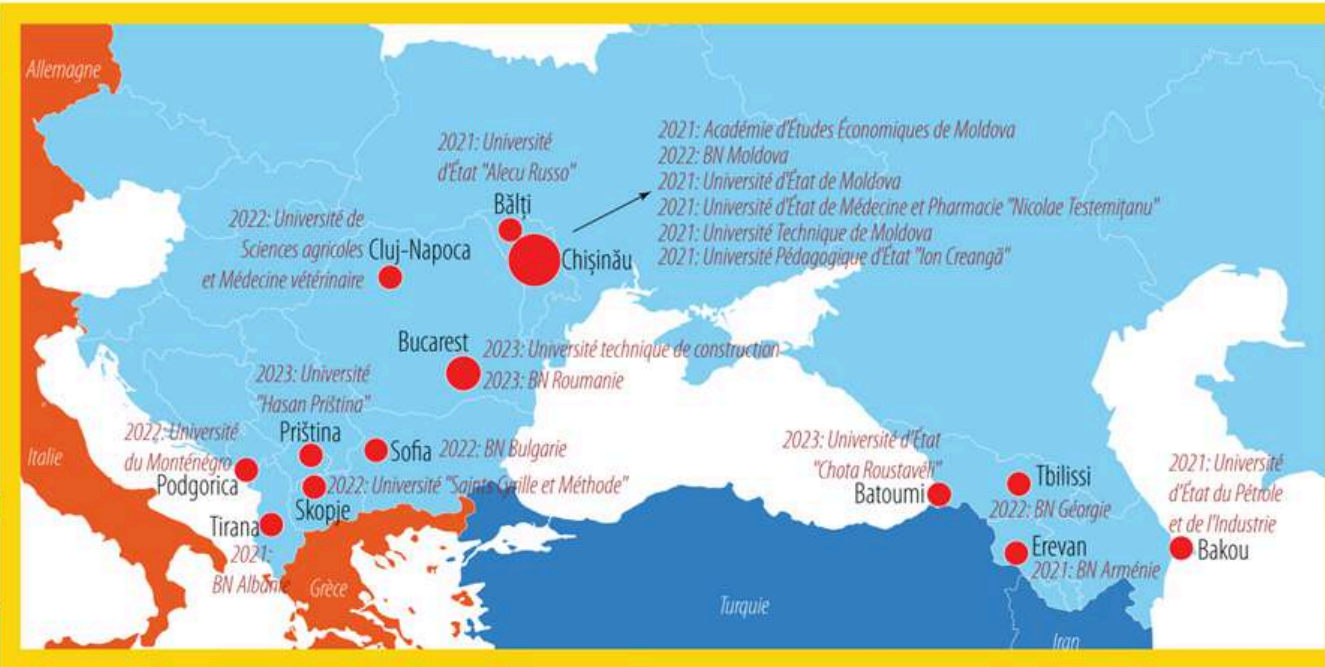 Allemagne
2021: Université
d'État "Alecu Russo"
Bălți
2021: Académie d'Études Économiques de Moldova
2022: BN Moldova
2021: Université d'État de Moldova
2021: Université d'État de Médecine et Pharmacie "Nicolae Testemițanu"
2021: Université Technique de Moldova
2021: Université Pédagogique d'État "Ion Creangă"
Chișinău
2022: Université de
Sciences agricoles
et Médecine vétérinaire
Cluj-Napoca
Bucarest
2023: Université technique de construction
2023: BN Roumanie
2023: Université
"Hasan Priština"
Priština
2022: Université
du Monténégro
Podgorica
Sofia
2022: BN Bulgarie
2022: Université "Saints Cyrille et Méthode"
Skopje
Tirana
2021:
BN Albanie
Italie
Grèce
2023: Université d'État
"Chota Roustavéli"
Batoumi
Tbilissi
2022: BN Géorgie
Erevan
2021: BN Arménie
2021: Université
d'État du Pétrole
et de l'Industrie
Bakou
Turquie
Iran